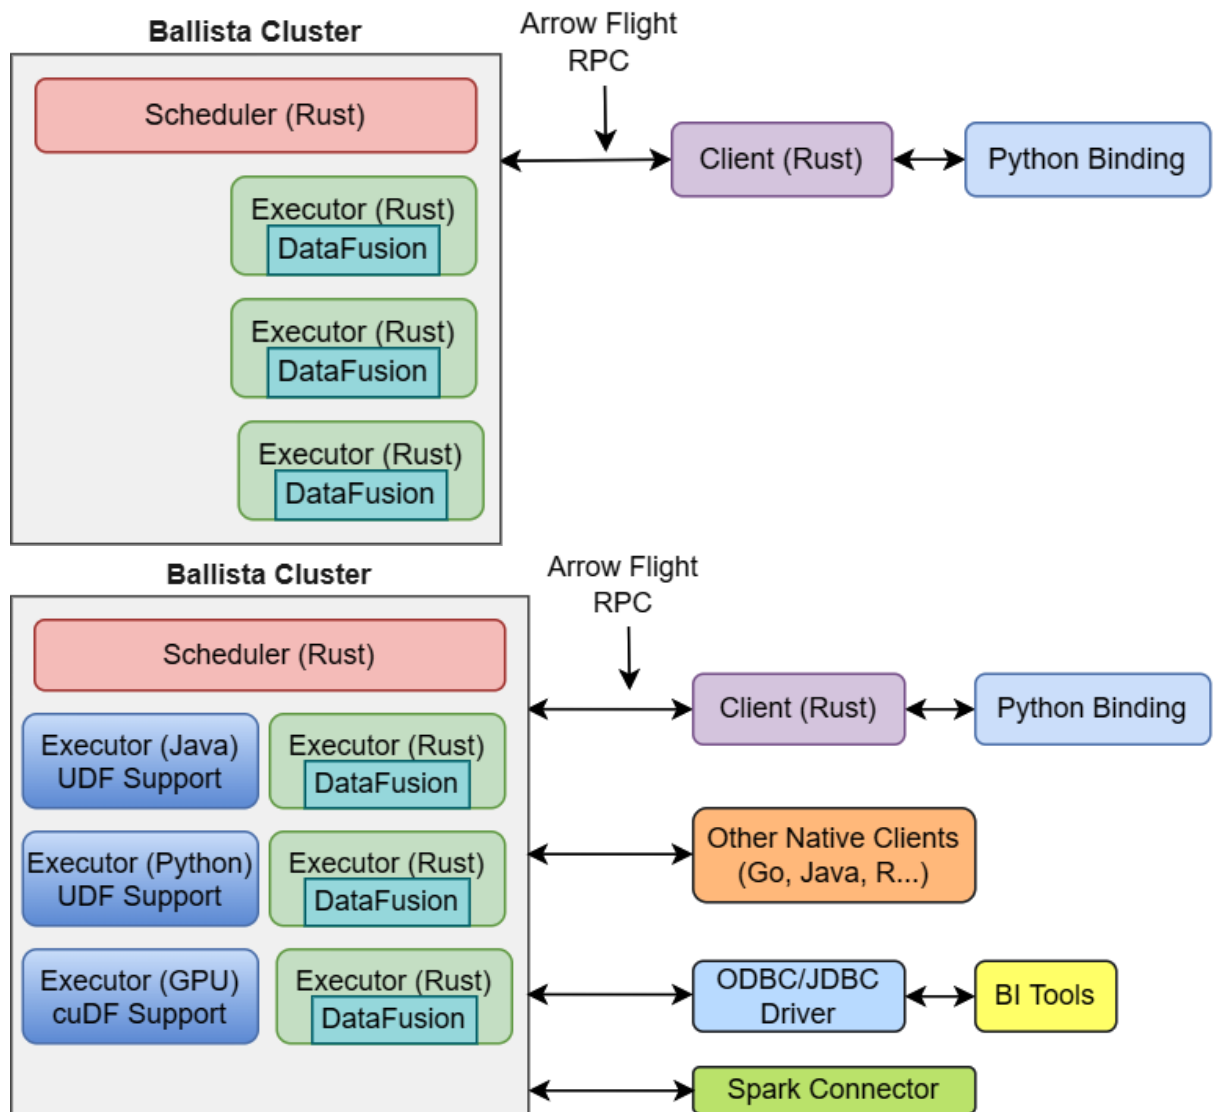 Ballista Cluster
Arrow Flight
RPC
Scheduler (Rust)
Client (Rust)
Python Binding
Executor (Rust)
DataFusion
Executor (Rust)
DataFusion
Executor (Rust)
DataFusion
Ballista Cluster
Arrow Flight
RPC
Scheduler (Rust)
Client (Rust)
Python Binding
Executor (Java)
UDF Support
Executor (Rust)
DataFusion
Other Native Clients
(Go, Java, R...)
Executor (Python)
UDF Support
Executor (Rust)
DataFusion
Executor (GPU)
cuDF Support
Executor (Rust)
DataFusion
ODBC/JDBC
Driver
BI Tools
Spark Connector